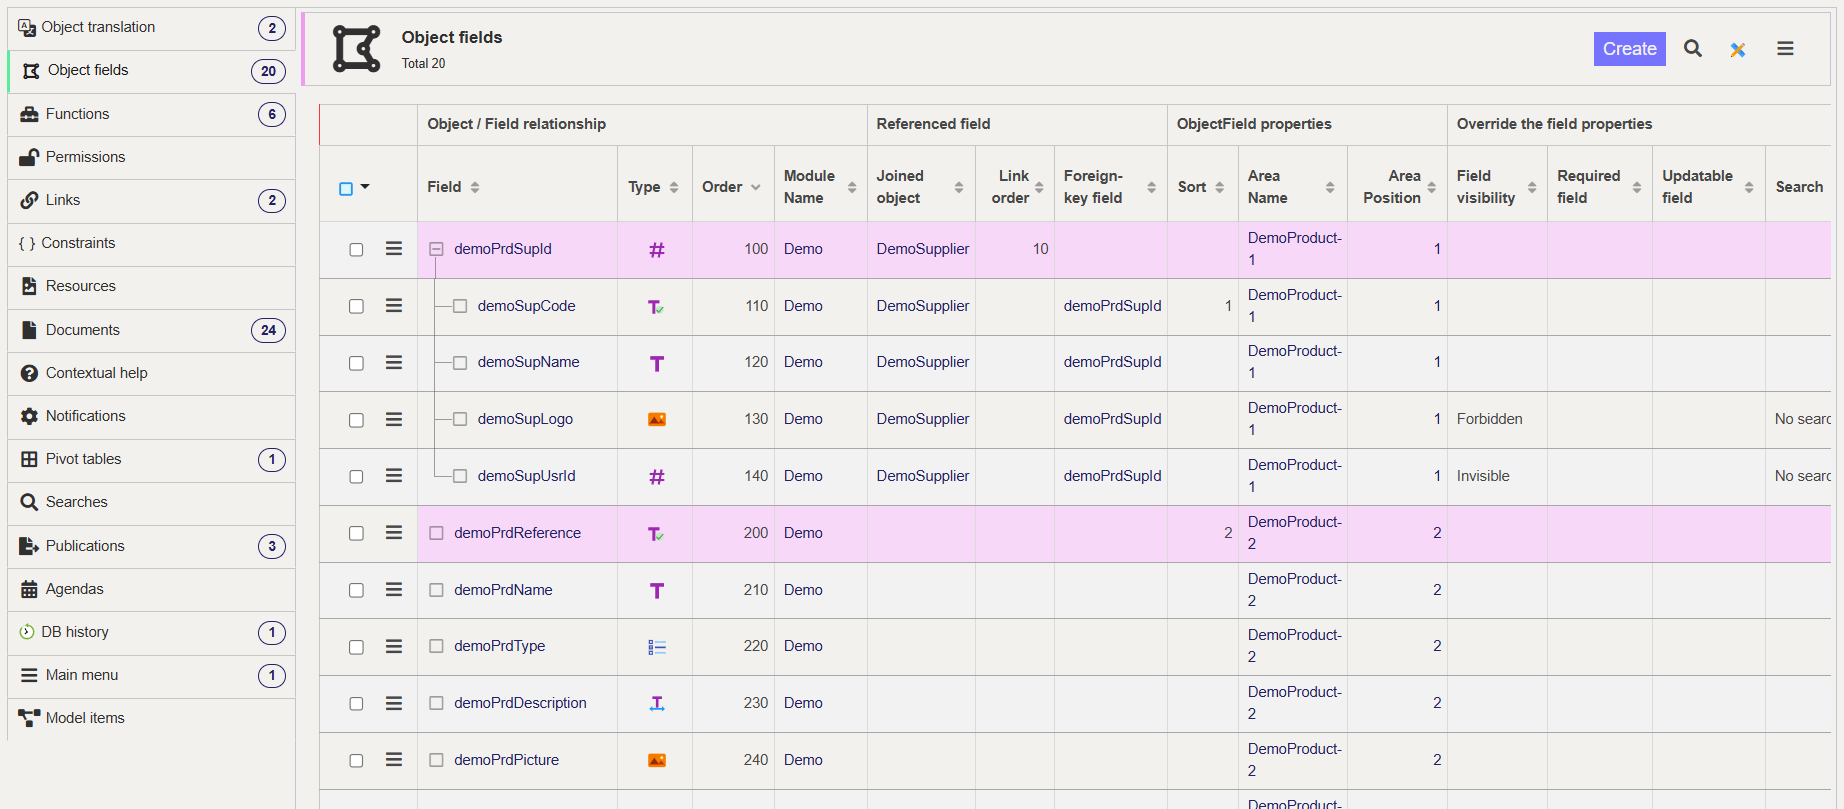 Object translation 2
Object fields 20
Functions 6
Permissions
Links 2
{ } Constraints
Resources
Documents 24
Contextual help
Notifications
Pivot tables 1
Searches
Publications 3
Agendas
DB history 1
Main menu 1
Model items
Object fields
Total 20
Create
Object / Field relationship Referenced field ObjectField properties Override the field properties
Field Type Order Module Name Joined object Link order Foreign-key field Sort Area Name Area Position Field visibility Required field Updatable field Search
demoPrdSupId # 100 Demo DemoSupplier 10 DemoProduct-1 1
demoSupCode T 110 Demo DemoSupplier demoPrdSupId 1 DemoProduct-1 1
demoSupName T 120 Demo DemoSupplier demoPrdSupId DemoProduct-1 1
demoSupLogo 130 Demo DemoSupplier demoPrdSupId DemoProduct-1 1 Forbidden No searc
demoSupUsrId # 140 Demo DemoSupplier demoPrdSupId DemoProduct-1 1 Invisible No searc
demoPrdReference T 200 Demo 2 DemoProduct-2 2
demoPrdName T 210 Demo DemoProduct-2 2
demoPrdType 220 Demo DemoProduct-2 2
demoPrdDescription T 230 Demo DemoProduct-2 2
demoPrdPicture 240 Demo DemoProduct-2 2
DemoProduct-